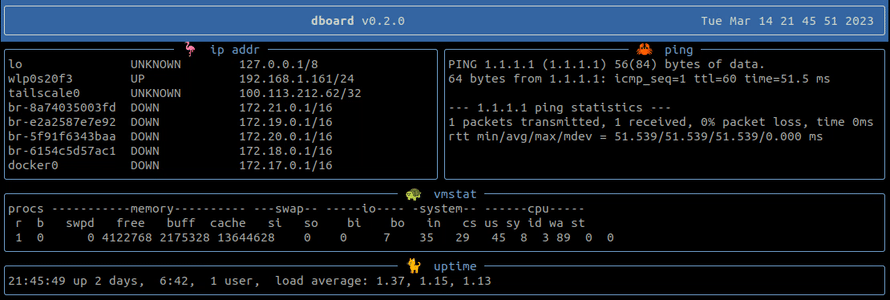 dboard v0.2.0 Tue Mar 14 21 45 51 2023
ip addr
lo UNKNOWN 127.0.0.1/8
wlp0s20f3 UP 192.168.1.161/24
tailscale0 UNKNOWN 100.113.212.62/32
br-8a74035003fd DOWN 172.21.0.1/16
br-e2a2587e7e92 DOWN 172.19.0.1/16
br-5f91f6343baa DOWN 172.20.0.1/16
br-6154c5d57ac1 DOWN 172.18.0.1/16
docker0 DOWN 172.17.0.1/16
ping
PING 1.1.1.1 (1.1.1.1) 56(84) bytes of data.
64 bytes from 1.1.1.1: icmp_seq=1 ttl=60 time=51.5 ms
--- 1.1.1.1 ping statistics ---
1 packets transmitted, 1 received, 0% packet loss, time 0ms
rtt min/avg/max/mdev = 51.539/51.539/51.539/0.000 ms
vmstat
procs -----------memory---------- ---swap-- -----io---- -system-- ------cpu-----
r b swpd free buff cache si so bi bo in cs us sy id wa st
1 0 0 4122768 2175328 13644628 0 0 7 35 29 45 8 3 89 0 0
uptime
21:45:49 up 2 days, 6:42, 1 user, load average: 1.37, 1.15, 1.13